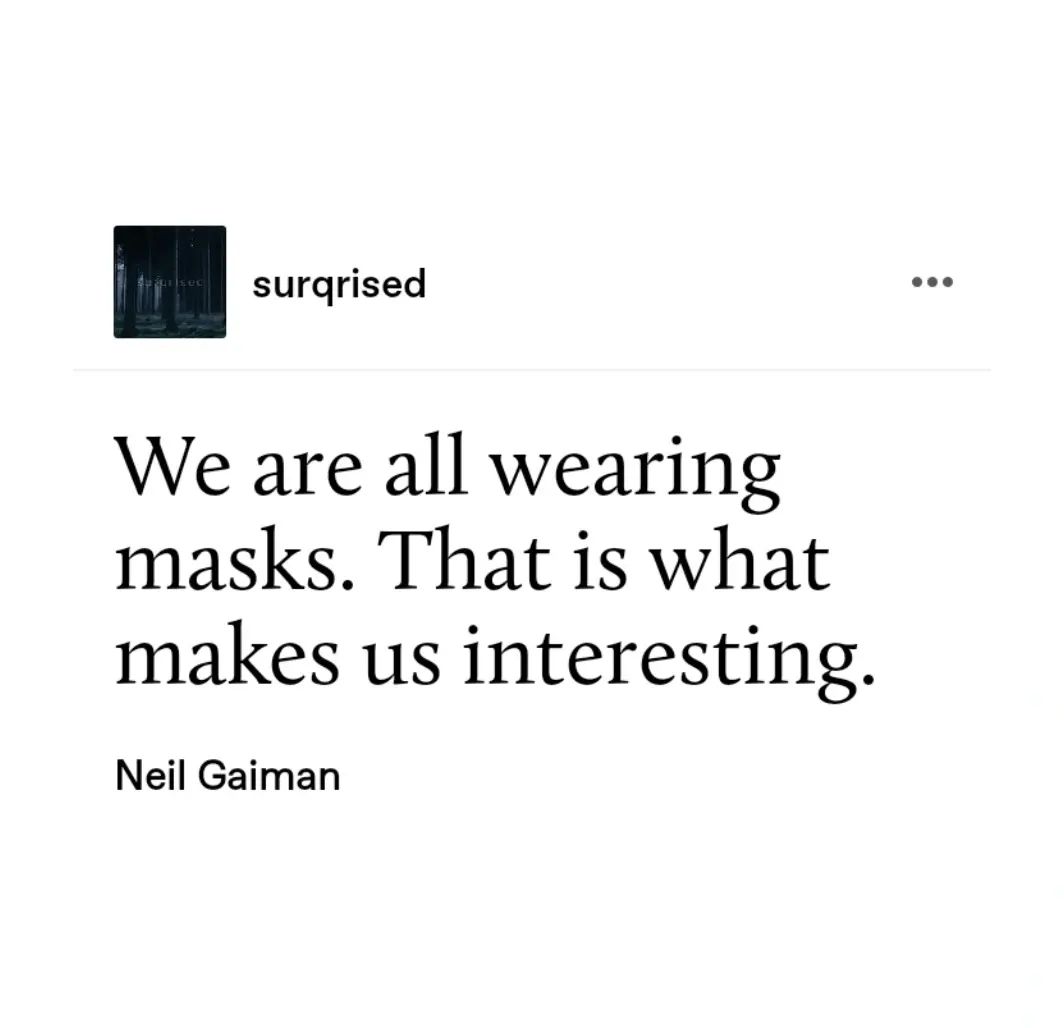 surqrised
We are all wearing
masks. That is what
makes us interesting.
Neil Gaiman